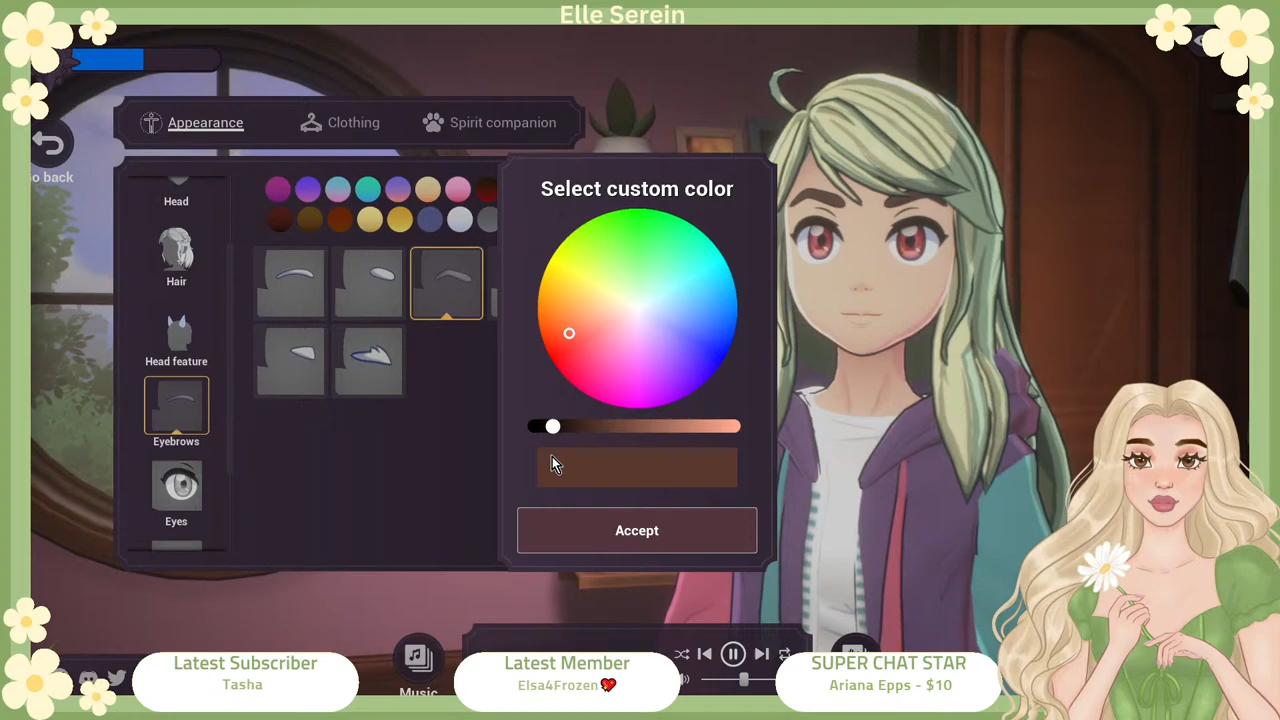 Elle Serein
Appearance
Clothing
Spirit companion
o back
Head
Hair
Head feature
Eyebrows
Eyes
Select custom color
Accept
Music
Latest Subscriber
Tasha
Latest Member
Elsa4Frozen
SUPER CHAT STAR
Ariana Epps - $10